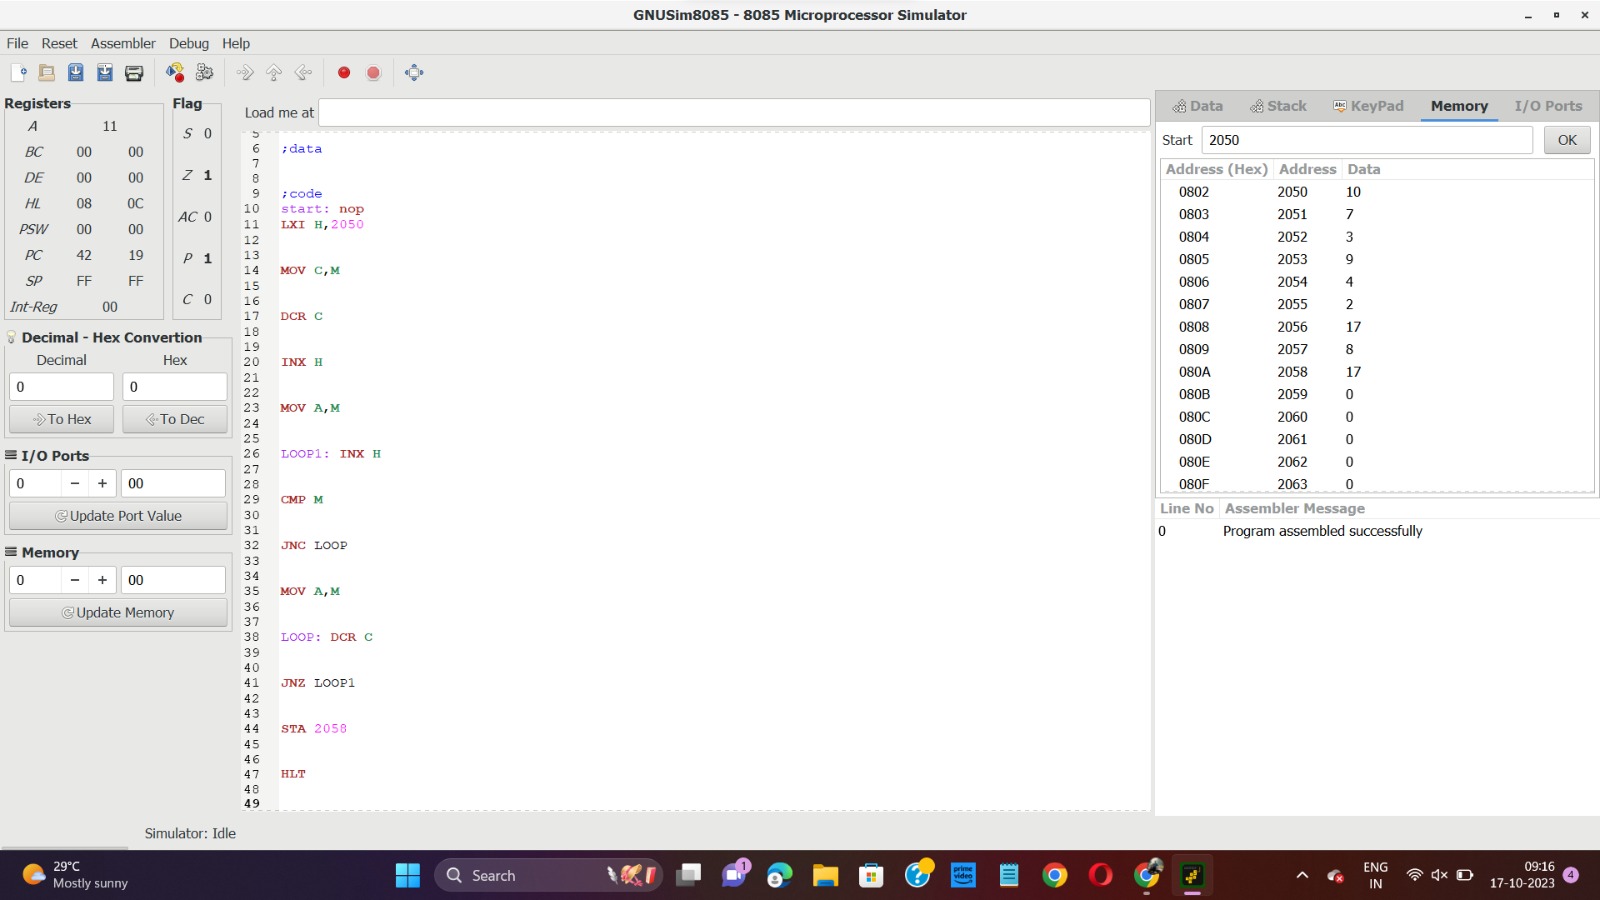 GNUSim8085 - 8085 Microprocessor Simulator
File Reset Assembler Debug Help
Registers
A 11
BC 00 00
DE 00 00
HL 08 0C
PSW 00 00
PC 42 19
SP FF FF
Int-Reg 00
Flag
S 0
Z 1
AC 0
P 1
C 0
Decimal - Hex Convertion
Decimal Hex
0 0
To Hex To Dec
I/O Ports
0 − + 00
Update Port Value
Memory
0 − + 00
Update Memory
Load me at
5
6 ;data
7
8
9 ;code
10 start: nop
11 LXI H,2050
12
13
14 MOV C,M
15
16
17 DCR C
18
19
20 INX H
21
22
23 MOV A,M
24
25
26 LOOP1: INX H
27
28
29 CMP M
30
31
32 JNC LOOP
33
34
35 MOV A,M
36
37
38 LOOP: DCR C
39
40
41 JNZ LOOP1
42
43
44 STA 2058
45
46
47 HLT
48
49
Data Stack Abc KeyPad Memory I/O Ports
Start 2050 OK
Address (Hex) Address Data
0802 2050 10
0803 2051 7
0804 2052 3
0805 2053 9
0806 2054 4
0807 2055 2
0808 2056 17
0809 2057 8
080A 2058 17
080B 2059 0
080C 2060 0
080D 2061 0
080E 2062 0
080F 2063 0
Line No Assembler Message
0 Program assembled successfully
Simulator: Idle
29°C
Mostly sunny
Search
1
prime video
ENG
IN
09:16
17-10-2023
4